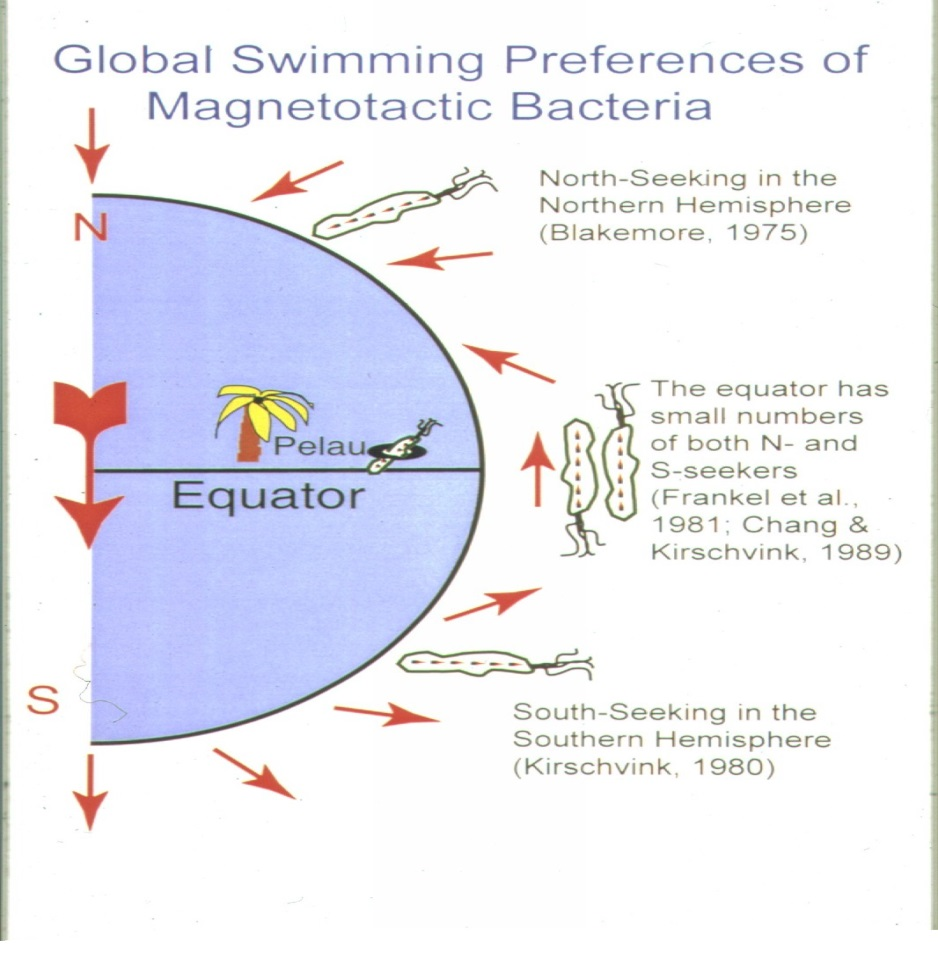 Global Swimming Preferences of
Magnetotactic Bacteria
N
North-Seeking in the
Northern Hemisphere
(Blakemore, 1975)
The equator has
small numbers
of both N- and
S-seekers
(Frankel et al.,
1981; Chang &
Kirschvink, 1989)
Pelau
Equator
S
South-Seeking in the
Southern Hemisphere
(Kirschvink, 1980)